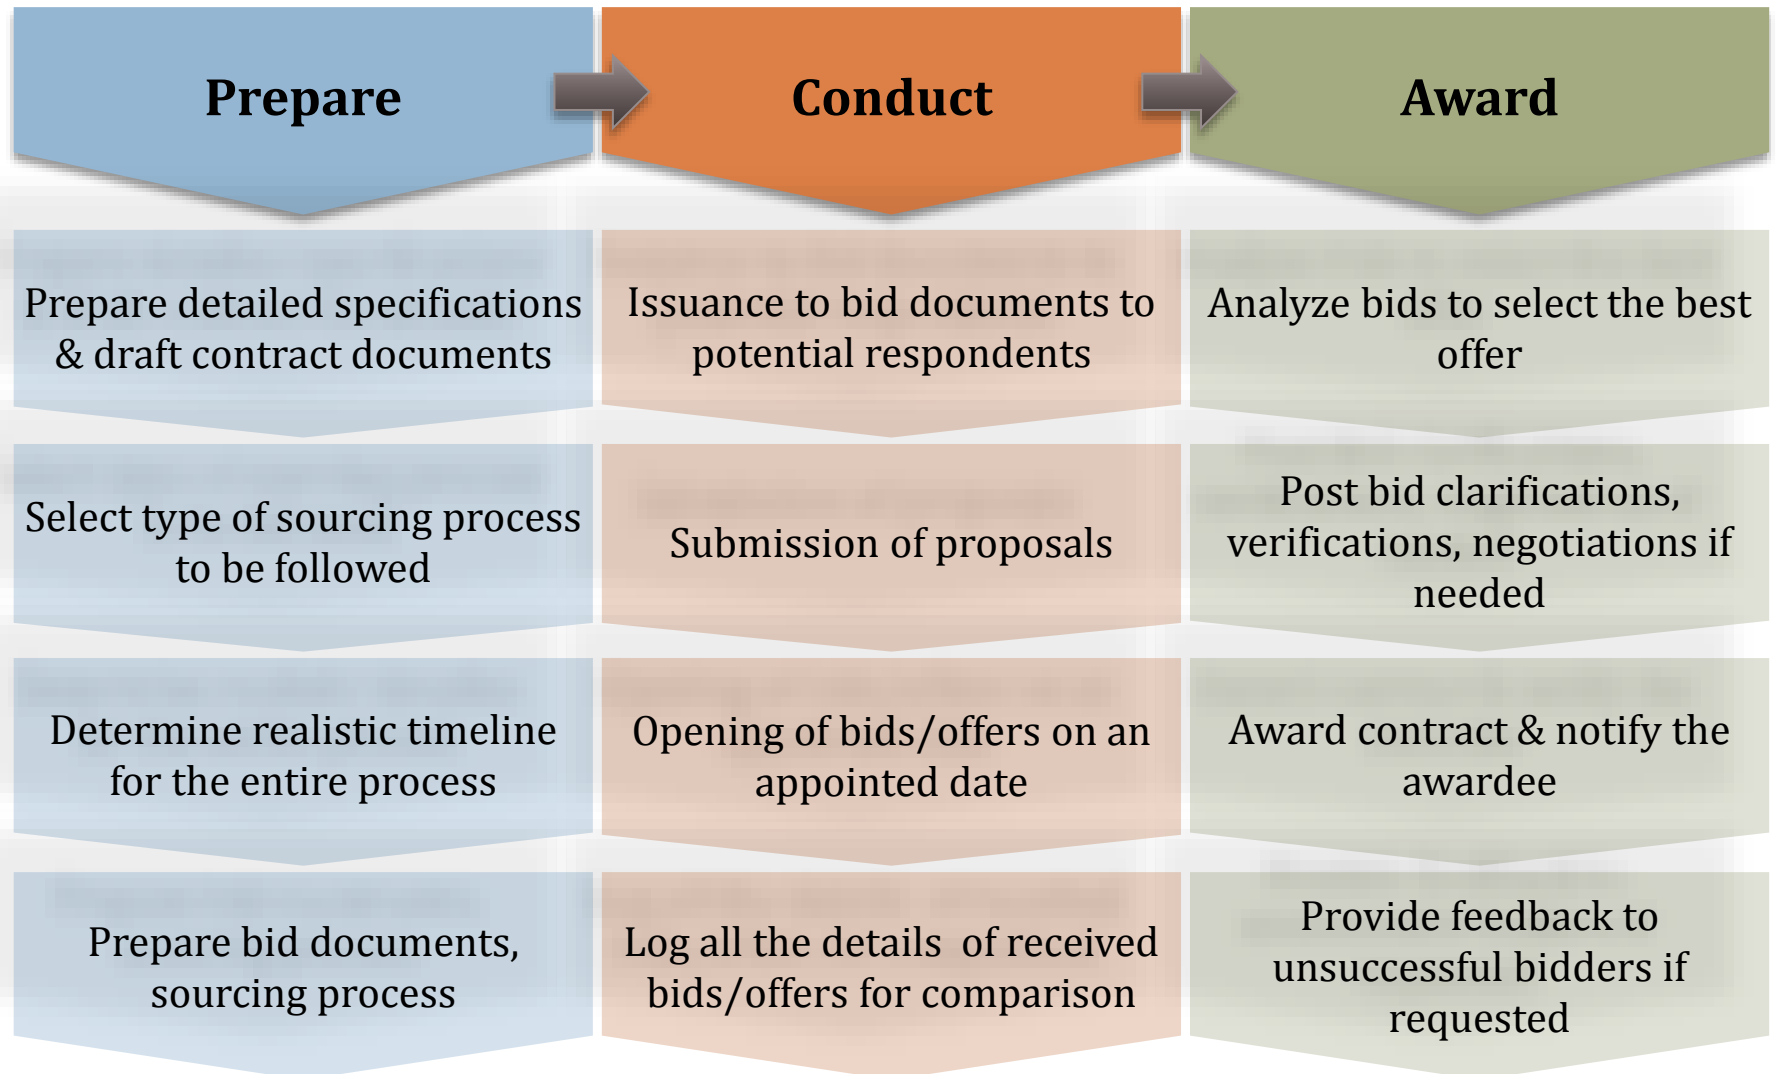 Prepare
Conduct
Award
Prepare detailed specifications
& draft contract documents
Select type of sourcing process
to be followed
Determine realistic timeline
for the entire process
Prepare bid documents,
sourcing process
Issuance to bid documents to
potential respondents
Submission of proposals
Opening of bids/offers on an
appointed date
Log all the details of received
bids/offers for comparison
Analyze bids to select the best
offer
Post bid clarifications,
verifications, negotiations if
needed
Award contract & notify the
awardee
Provide feedback to
unsuccessful bidders if
requested